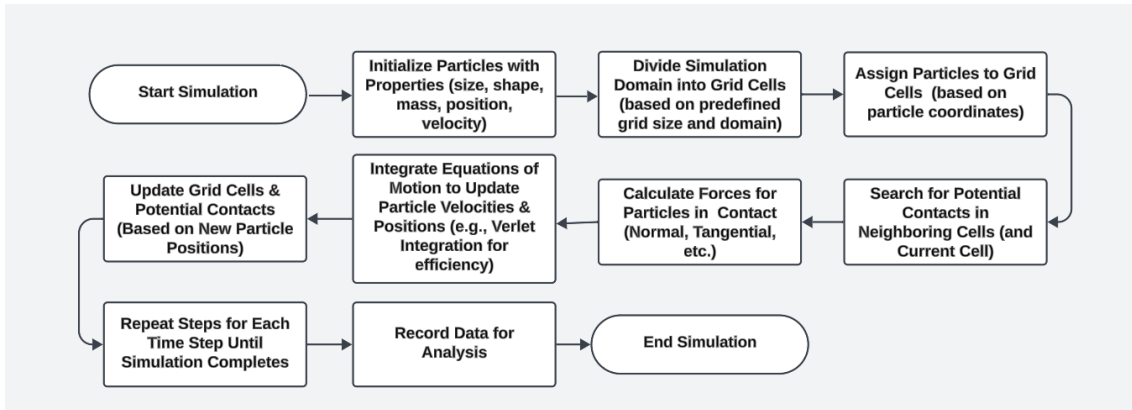 Start Simulation
Initialize Particles with
Properties (size, shape,
mass, position,
velocity)
Divide Simulation
Domain into Grid Cells
(based on predefined
grid size and domain)
Assign Particles to Grid
Cells (based on
particle coordinates)
Search for Potential
Contacts in
Neighboring Cells (and
Current Cell)
Calculate Forces for
Particles in Contact
(Normal, Tangential,
etc.)
Integrate Equations of
Motion to Update
Particle Velocities &
Positions (e.g., Verlet
Integration for
efficiency)
Update Grid Cells &
Potential Contacts
(Based on New Particle
Positions)
Repeat Steps for Each
Time Step Until
Simulation Completes
Record Data for
Analysis
End Simulation